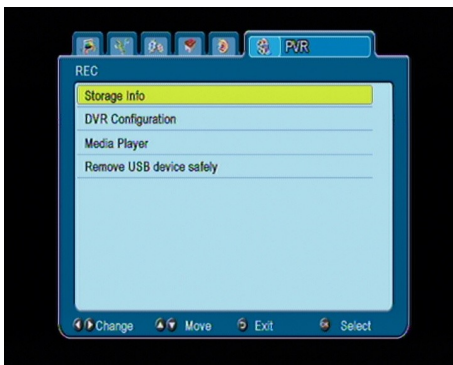 PVR
REC
Storage Info
DVR Configuration
Media Player
Remove USB device safely
Change Move Exit Select